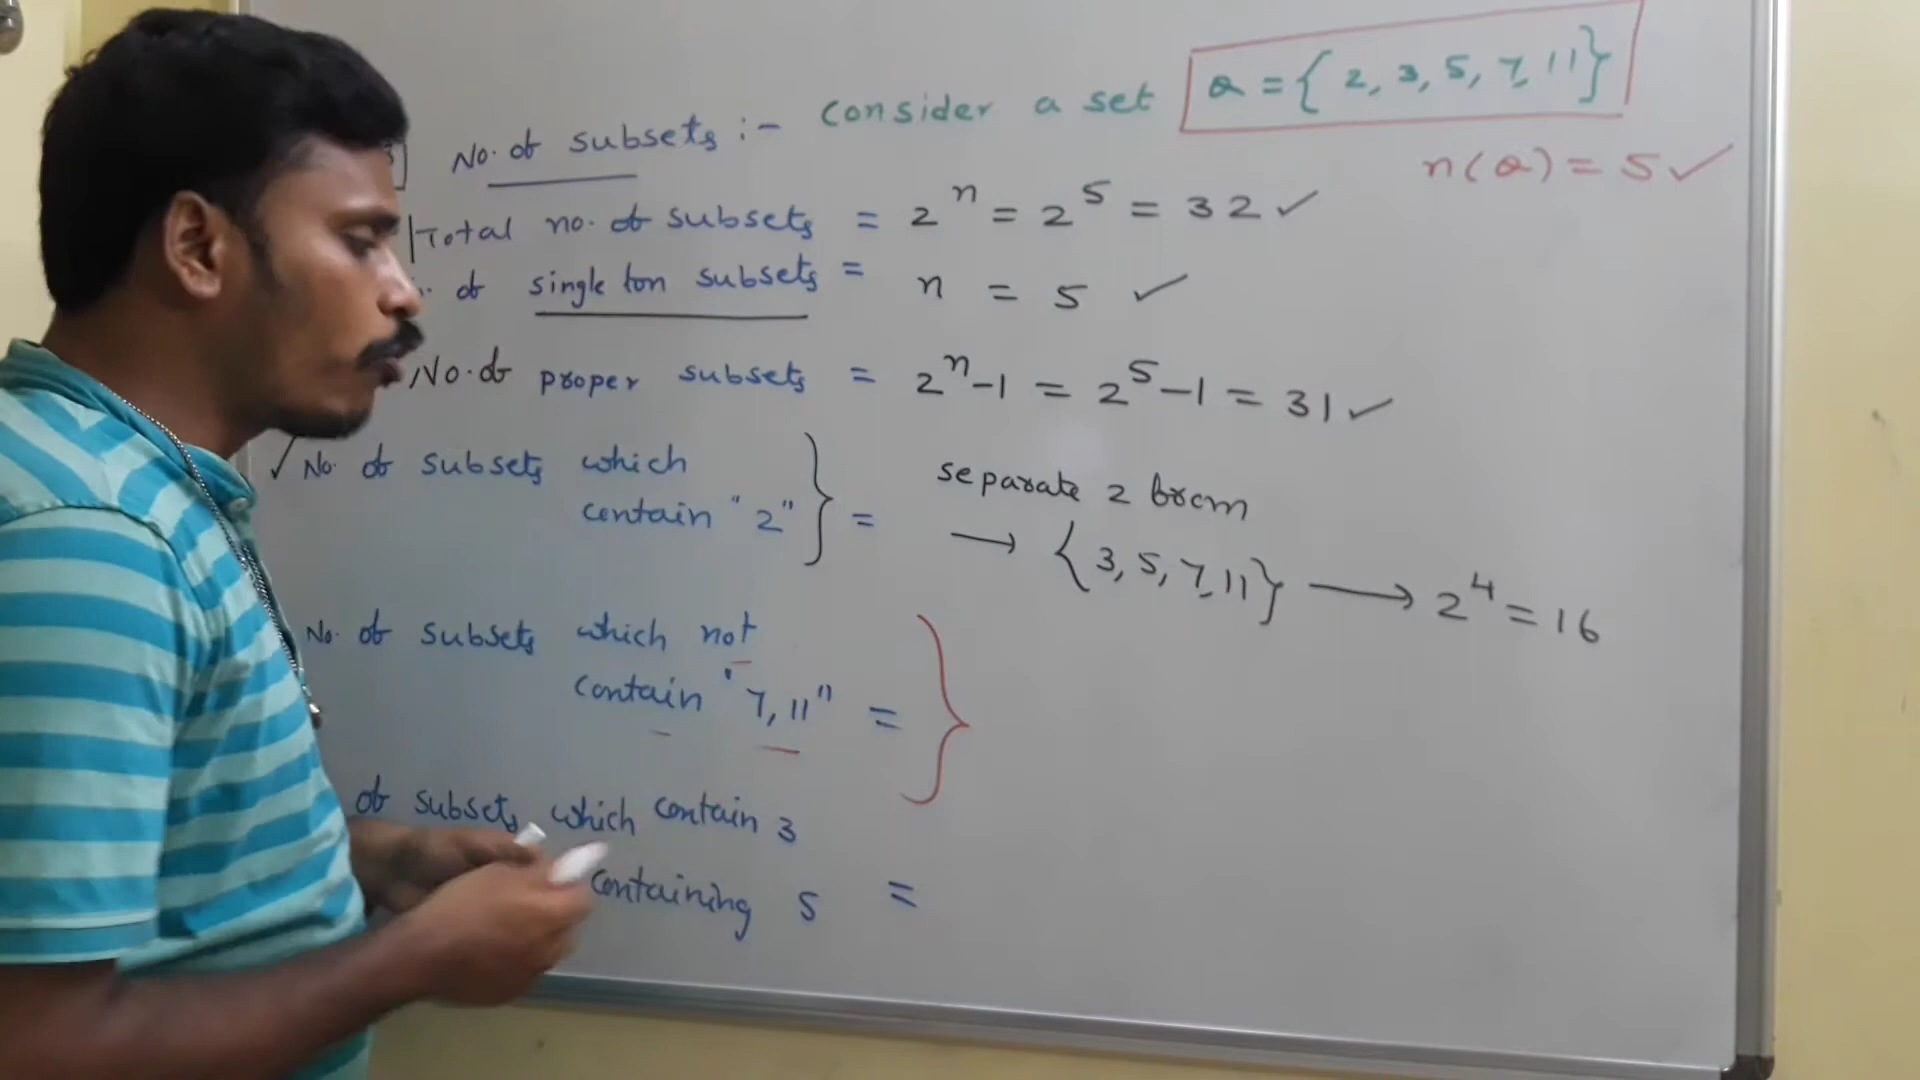 No. of subsets :- consider a set Q = { 2, 3, 5, 7, 11}
n(Q) = 5 ✓
Total no. of subsets = 2^n = 2^5 = 32 ✓
of single ton subsets = n = 5 ✓
No. of proper subsets = 2^n - 1 = 2^5 - 1 = 31 ✓
✓ No. of subsets which contain "2" } =
separate 2 from
→ {3, 5, 7, 11} → 2^4 = 16
No. of subsets which not
contain "7, 11" = }
of subsets which contain 3
containing 5 =